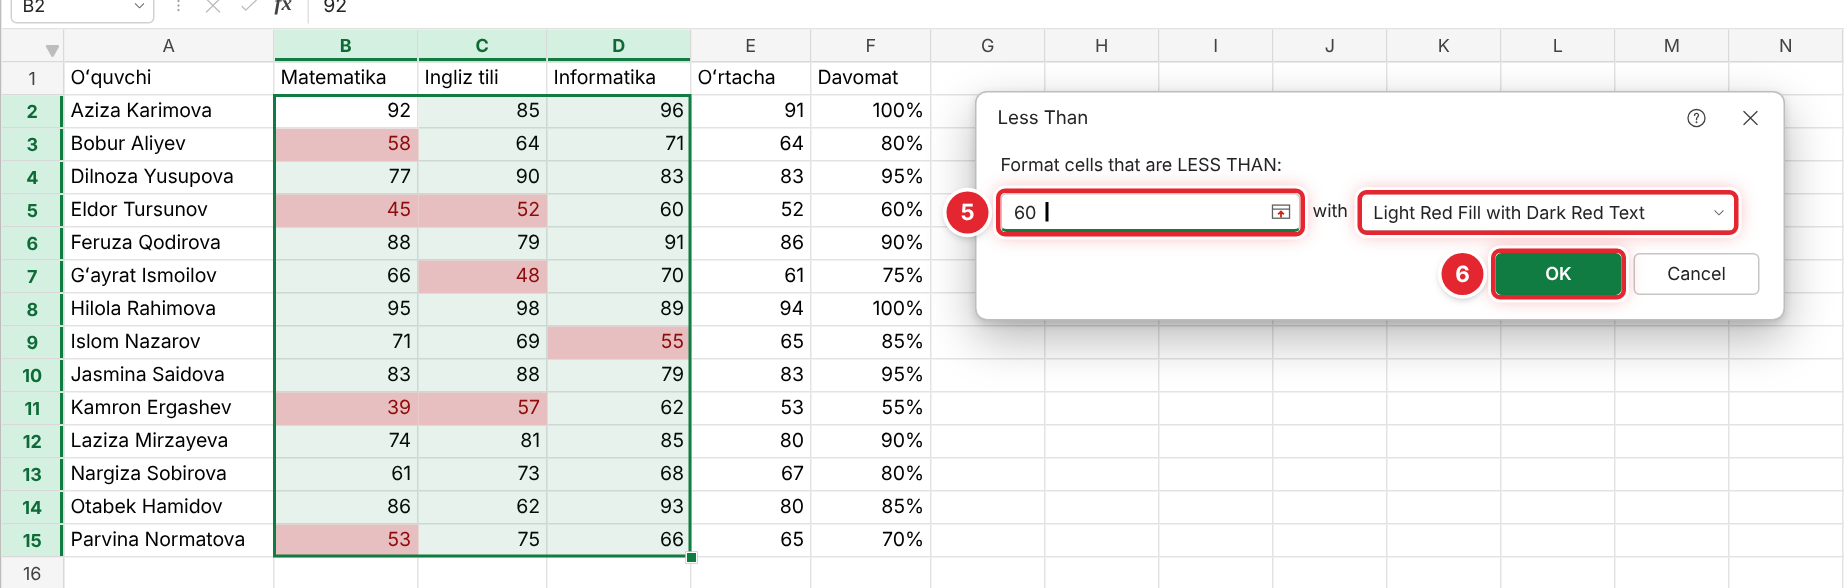 B2 fx 92
A B C D E F G H I J K L M N
1 Oʻquvchi Matematika Ingliz tili Informatika Oʻrtacha Davomat
2 Aziza Karimova 92 85 96 91 100%
3 Bobur Aliyev 58 64 71 64 80%
4 Dilnoza Yusupova 77 90 83 83 95%
5 Eldor Tursunov 45 52 60 52 60%
6 Feruza Qodirova 88 79 91 86 90%
7 Gʻayrat Ismoilov 66 48 70 61 75%
8 Hilola Rahimova 95 98 89 94 100%
9 Islom Nazarov 71 69 55 65 85%
10 Jasmina Saidova 83 88 79 83 95%
11 Kamron Ergashev 39 57 62 53 55%
12 Laziza Mirzayeva 74 81 85 80 90%
13 Nargiza Sobirova 61 73 68 67 80%
14 Otabek Hamidov 86 62 93 80 85%
15 Parvina Normatova 53 75 66 65 70%
16
Less Than ?
Format cells that are LESS THAN:
5 60 with Light Red Fill with Dark Red Text
6 OK Cancel